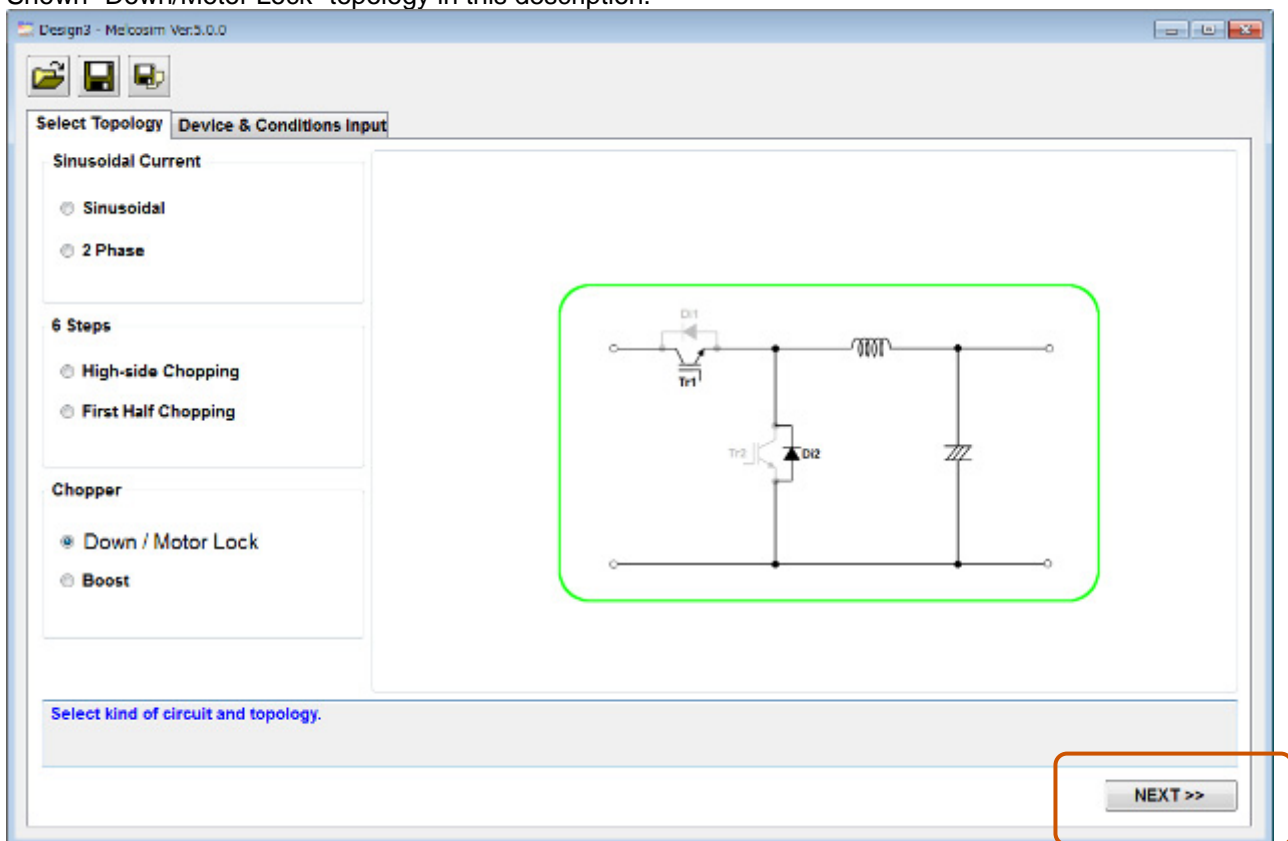 Shown "Down/Motor Lock" topology in this description.
Design3 - Melcosim Ver.5.0.0
Select Topology Device & Conditions Input
Sinusoidal Current
Sinusoidal
2 Phase
6 Steps
High-side Chopping
First Half Chopping
Chopper
Down / Motor Lock
Boost
Di1
Tr1
Tr2
Di2
Select kind of circuit and topology.
NEXT >>